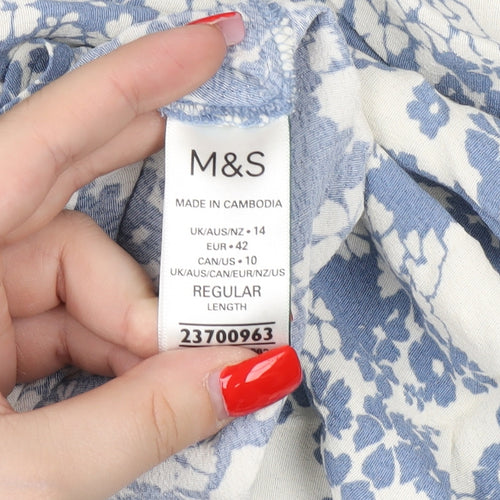 M&S
MADE IN CAMBODIA
UK/AUS/NZ • 14
EUR • 42
CAN/US • 10
UK/AUS/CAN/EUR/NZ/US
REGULAR
LENGTH
23700963